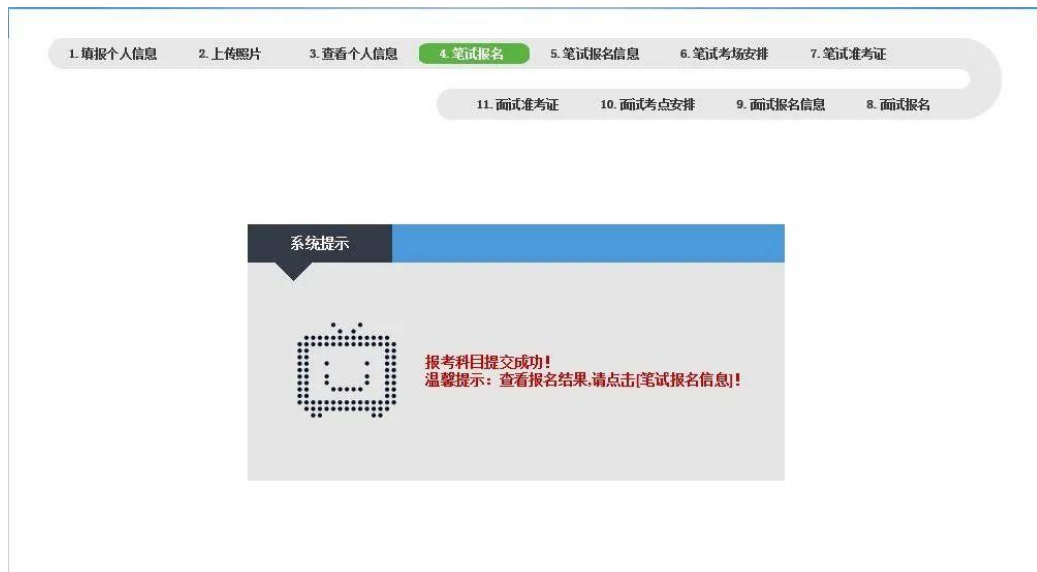 1. 填报个人信息 2. 上传照片 3. 查看个人信息 4. 笔试报名 5. 笔试报名信息 6. 笔试考场安排 7. 笔试准考证
11. 面试准考证 10. 面试考点安排 9. 面试报名信息 8. 面试报名
系统提示
报考科目提交成功!
温馨提示：查看报名结果,请点击[笔试报名信息]!